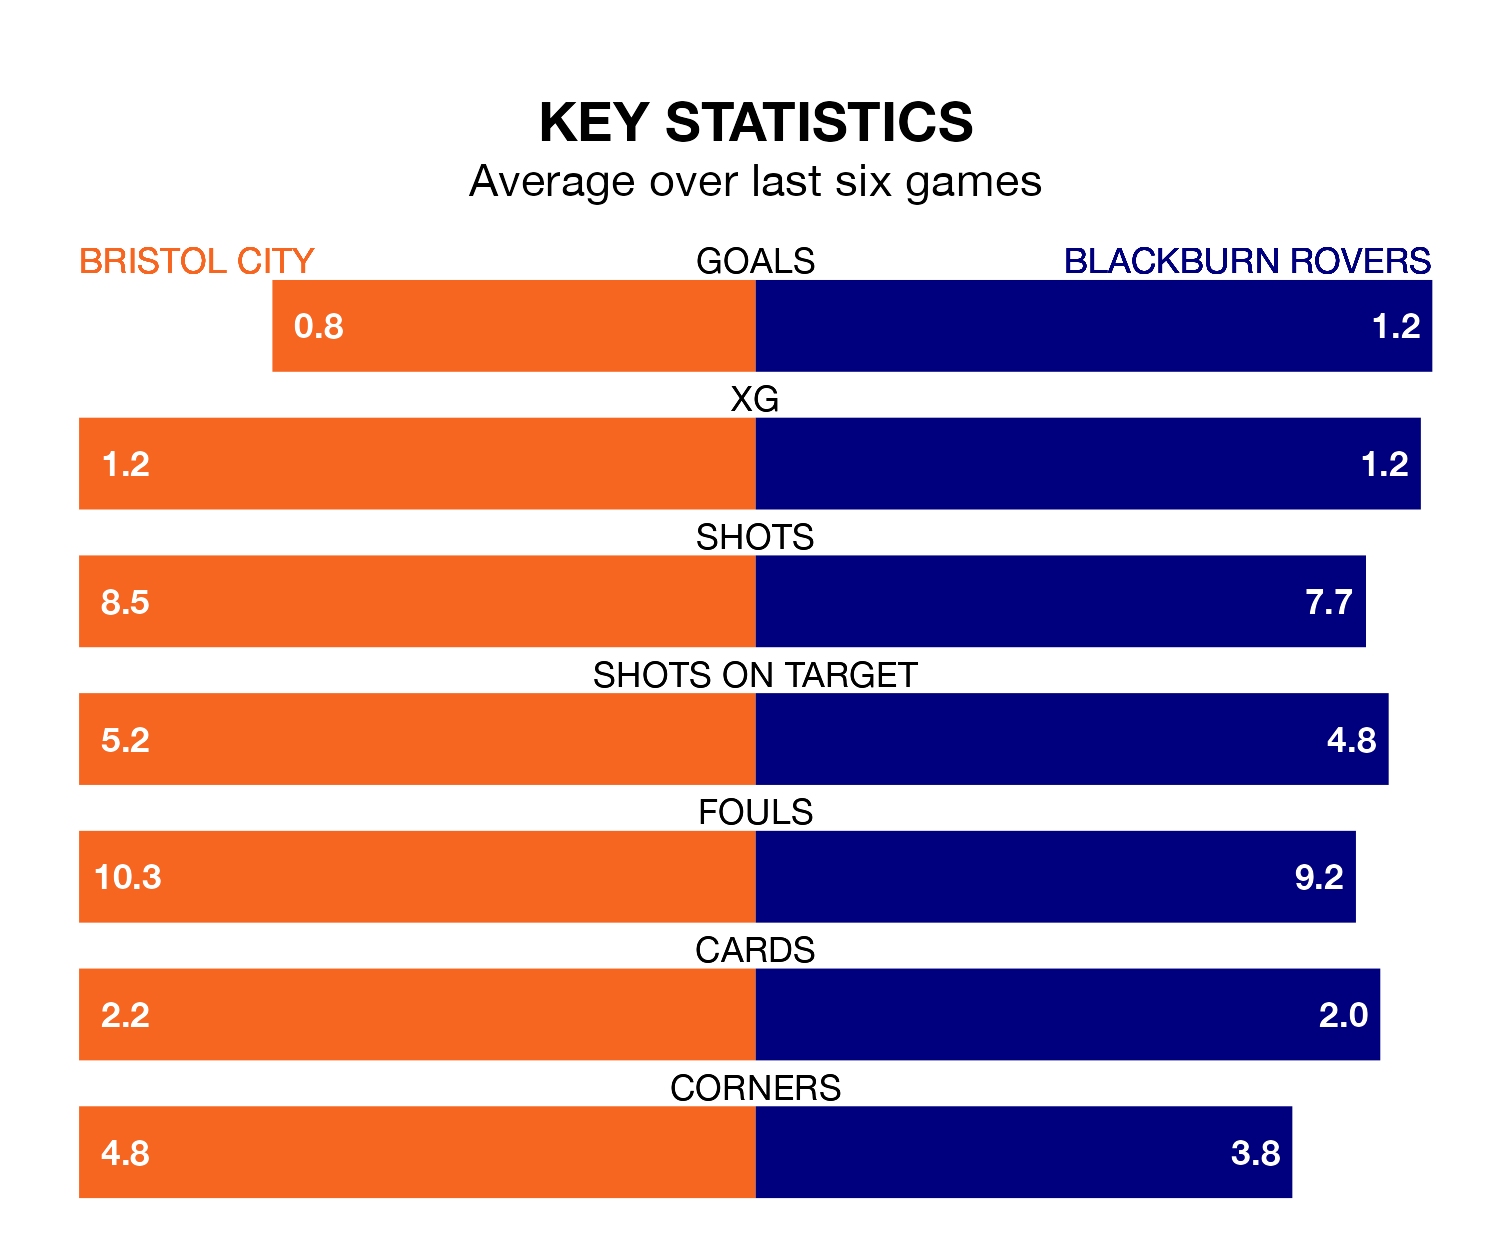 KEY STATISTICS
Average over last six games
BRISTOL CITY GOALS BLACKBURN ROVERS
0.8 1.2
XG
1.2 1.2
SHOTS
8.5 7.7
SHOTS ON TARGET
5.2 4.8
FOULS
10.3 9.2
CARDS
2.2 2.0
CORNERS
4.8 3.8